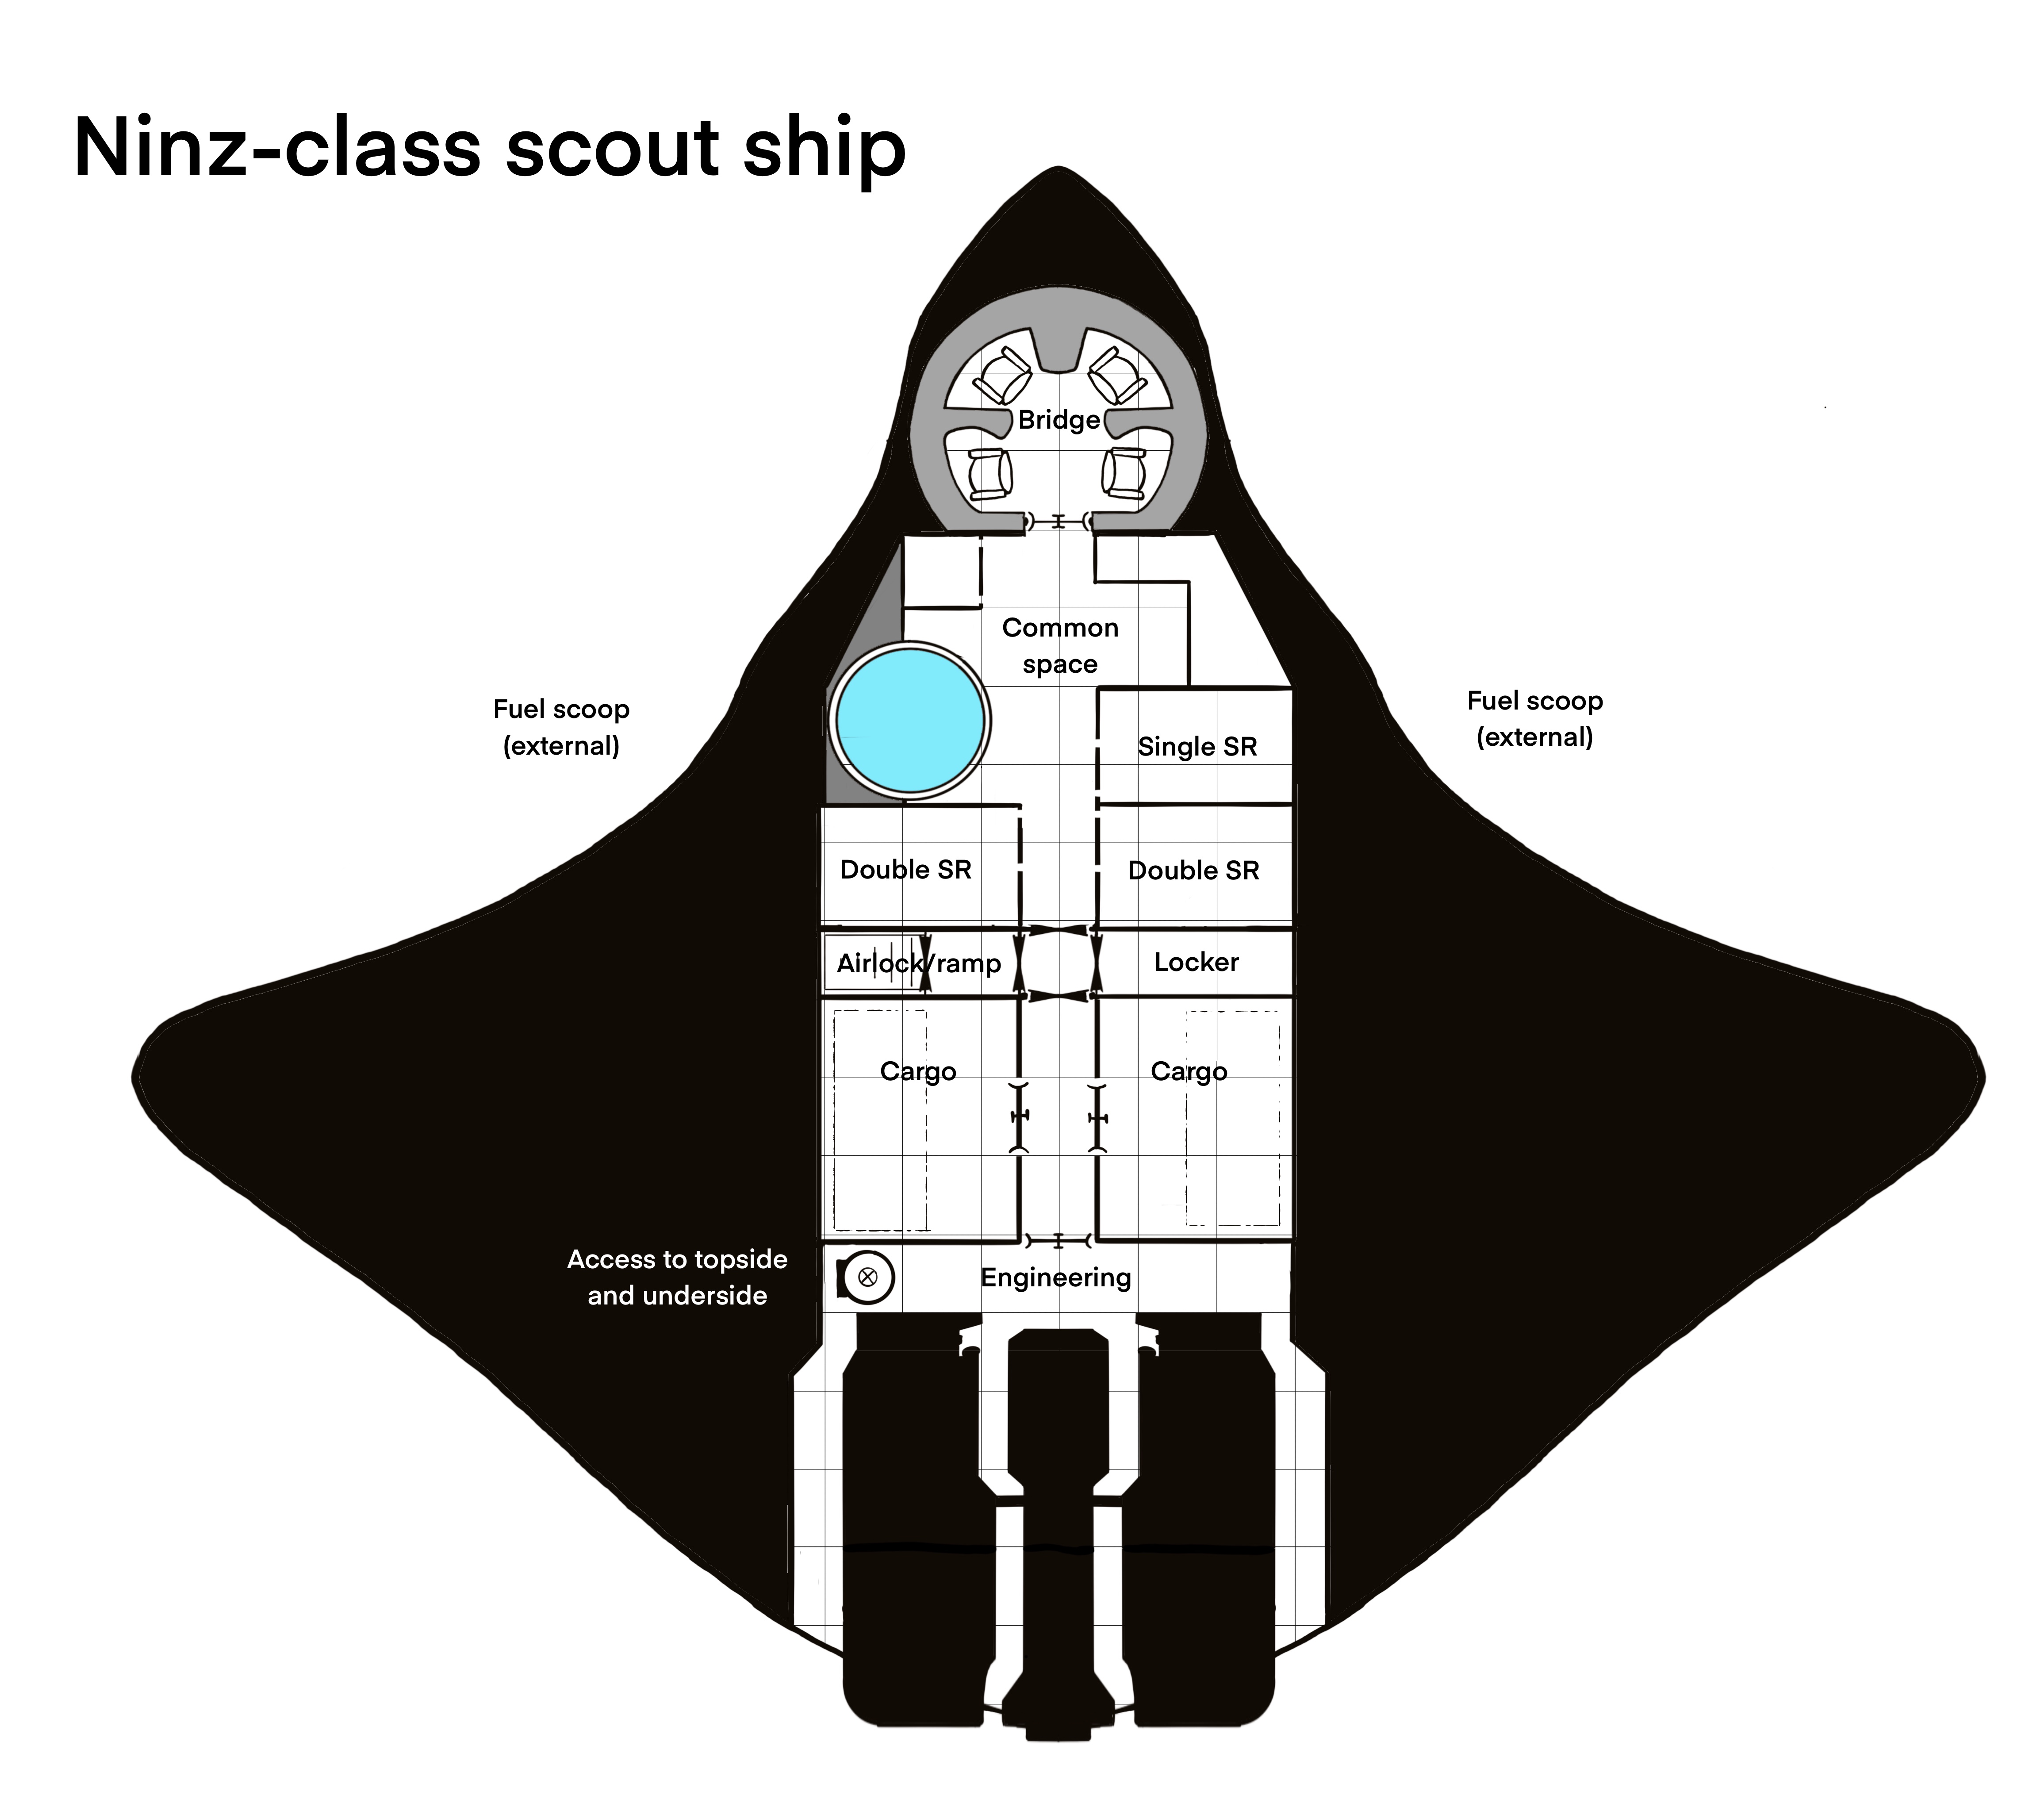 Ninz-class scout ship
Bridge
Common
space
Fuel scoop
(external)
Fuel scoop
(external)
Single SR
Double SR
Double SR
Airlock/ramp
Locker
Cargo
Cargo
Access to topside
and underside
Engineering